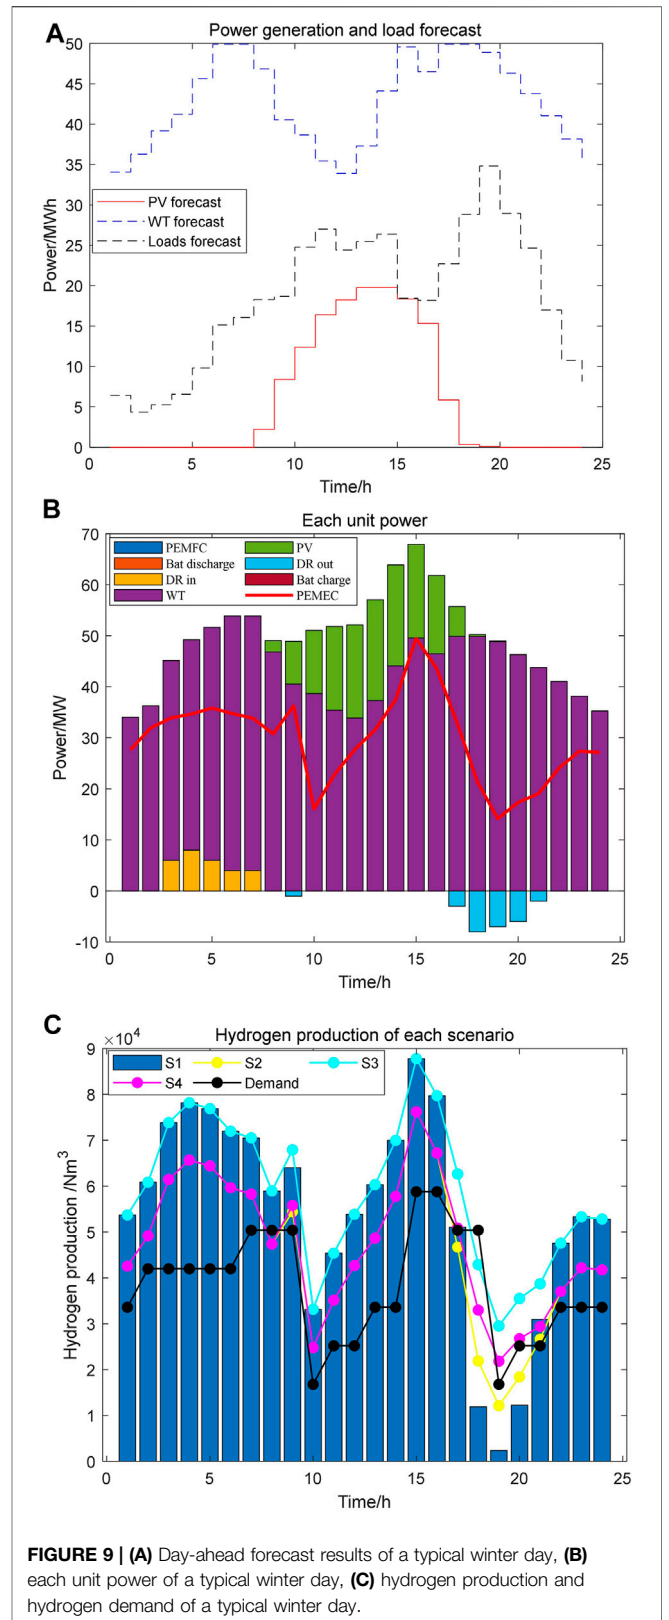 A
Power generation and load forecast
50
45
40
35
30
25
20
15
10
5
0
Power/MWh
PV forecast
WT forecast
Loads forecast
0 5 10 15 20 25
Time/h
B
Each unit power
70
60
50
40
30
20
10
0
-10
Power/MW
PEMFC PV
Bat discharge DR out
DR in Bat charge
WT PEMEC
0 5 10 15 20 25
Time/h
C
×10⁴
Hydrogen production of each scenario
9
8
7
6
5
4
3
2
1
0
Hydrogen production /Nm³
S1 S2 S3
S4 Demand
0 5 10 15 20 25
Time/h
FIGURE 9 | (A) Day-ahead forecast results of a typical winter day, (B)
each unit power of a typical winter day, (C) hydrogen production and
hydrogen demand of a typical winter day.